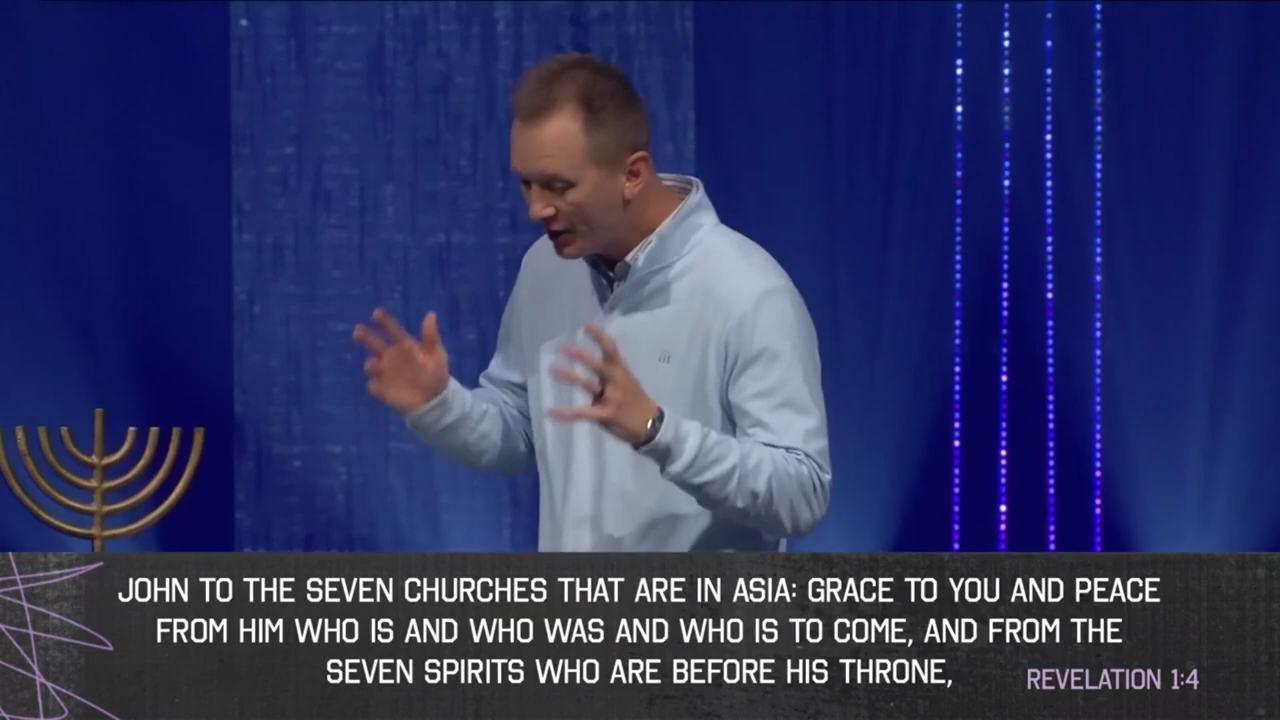 JOHN TO THE SEVEN CHURCHES THAT ARE IN ASIA: GRACE TO YOU AND PEACE
FROM HIM WHO IS AND WHO WAS AND WHO IS TO COME, AND FROM THE
SEVEN SPIRITS WHO ARE BEFORE HIS THRONE,
REVELATION 1:4